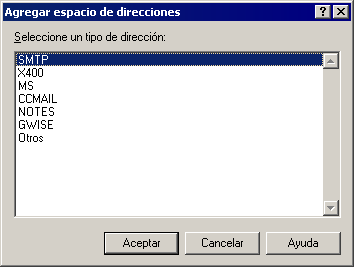 Agregar espacio de direcciones
Seleccione un tipo de dirección:
SMTP
X400
MS
CCMAIL
NOTES
GWISE
Otros
Aceptar
Cancelar
Ayuda